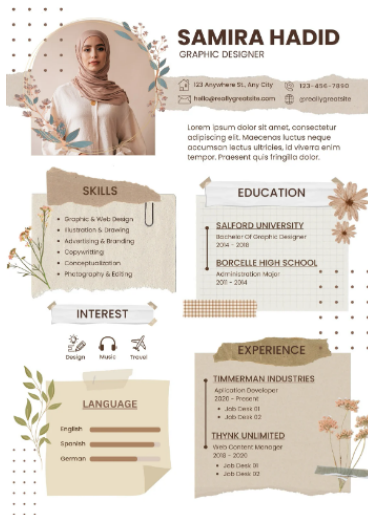 SAMIRA HADID
GRAPHIC DESIGNER
123 Anywhere St., Any City
123-456-7890
hello@reallygreatsite.com
@reallygreatsite
Lorem ipsum dolor sit amet, consectetur
adipiscing elit. Maecenas luctus neque
accumsan lectus ultricies, id viverra enim
tempor. Praesent quis fringilla dolor.
SKILLS
Graphic & Web Design
Illustration & Drawing
Advertising & Branding
Copywriting
Conceptualization
Photography & Editing
EDUCATION
SALFORD UNIVERSITY
Bachelor Of Graphic Designer
2014 - 2018
BORCELLE HIGH SCHOOL
Administration Major
2011 - 2014
INTEREST
Design Music Travel
EXPERIENCE
TIMMERMAN INDUSTRIES
Aplication Developer
2020 - Present
Job Desk 01
Job Desk 02
THYNK UNLIMITED
Web Content Manager
2018 - 2020
Job Desk 01
Job Desk 02
LANGUAGE
English
Spanish
German